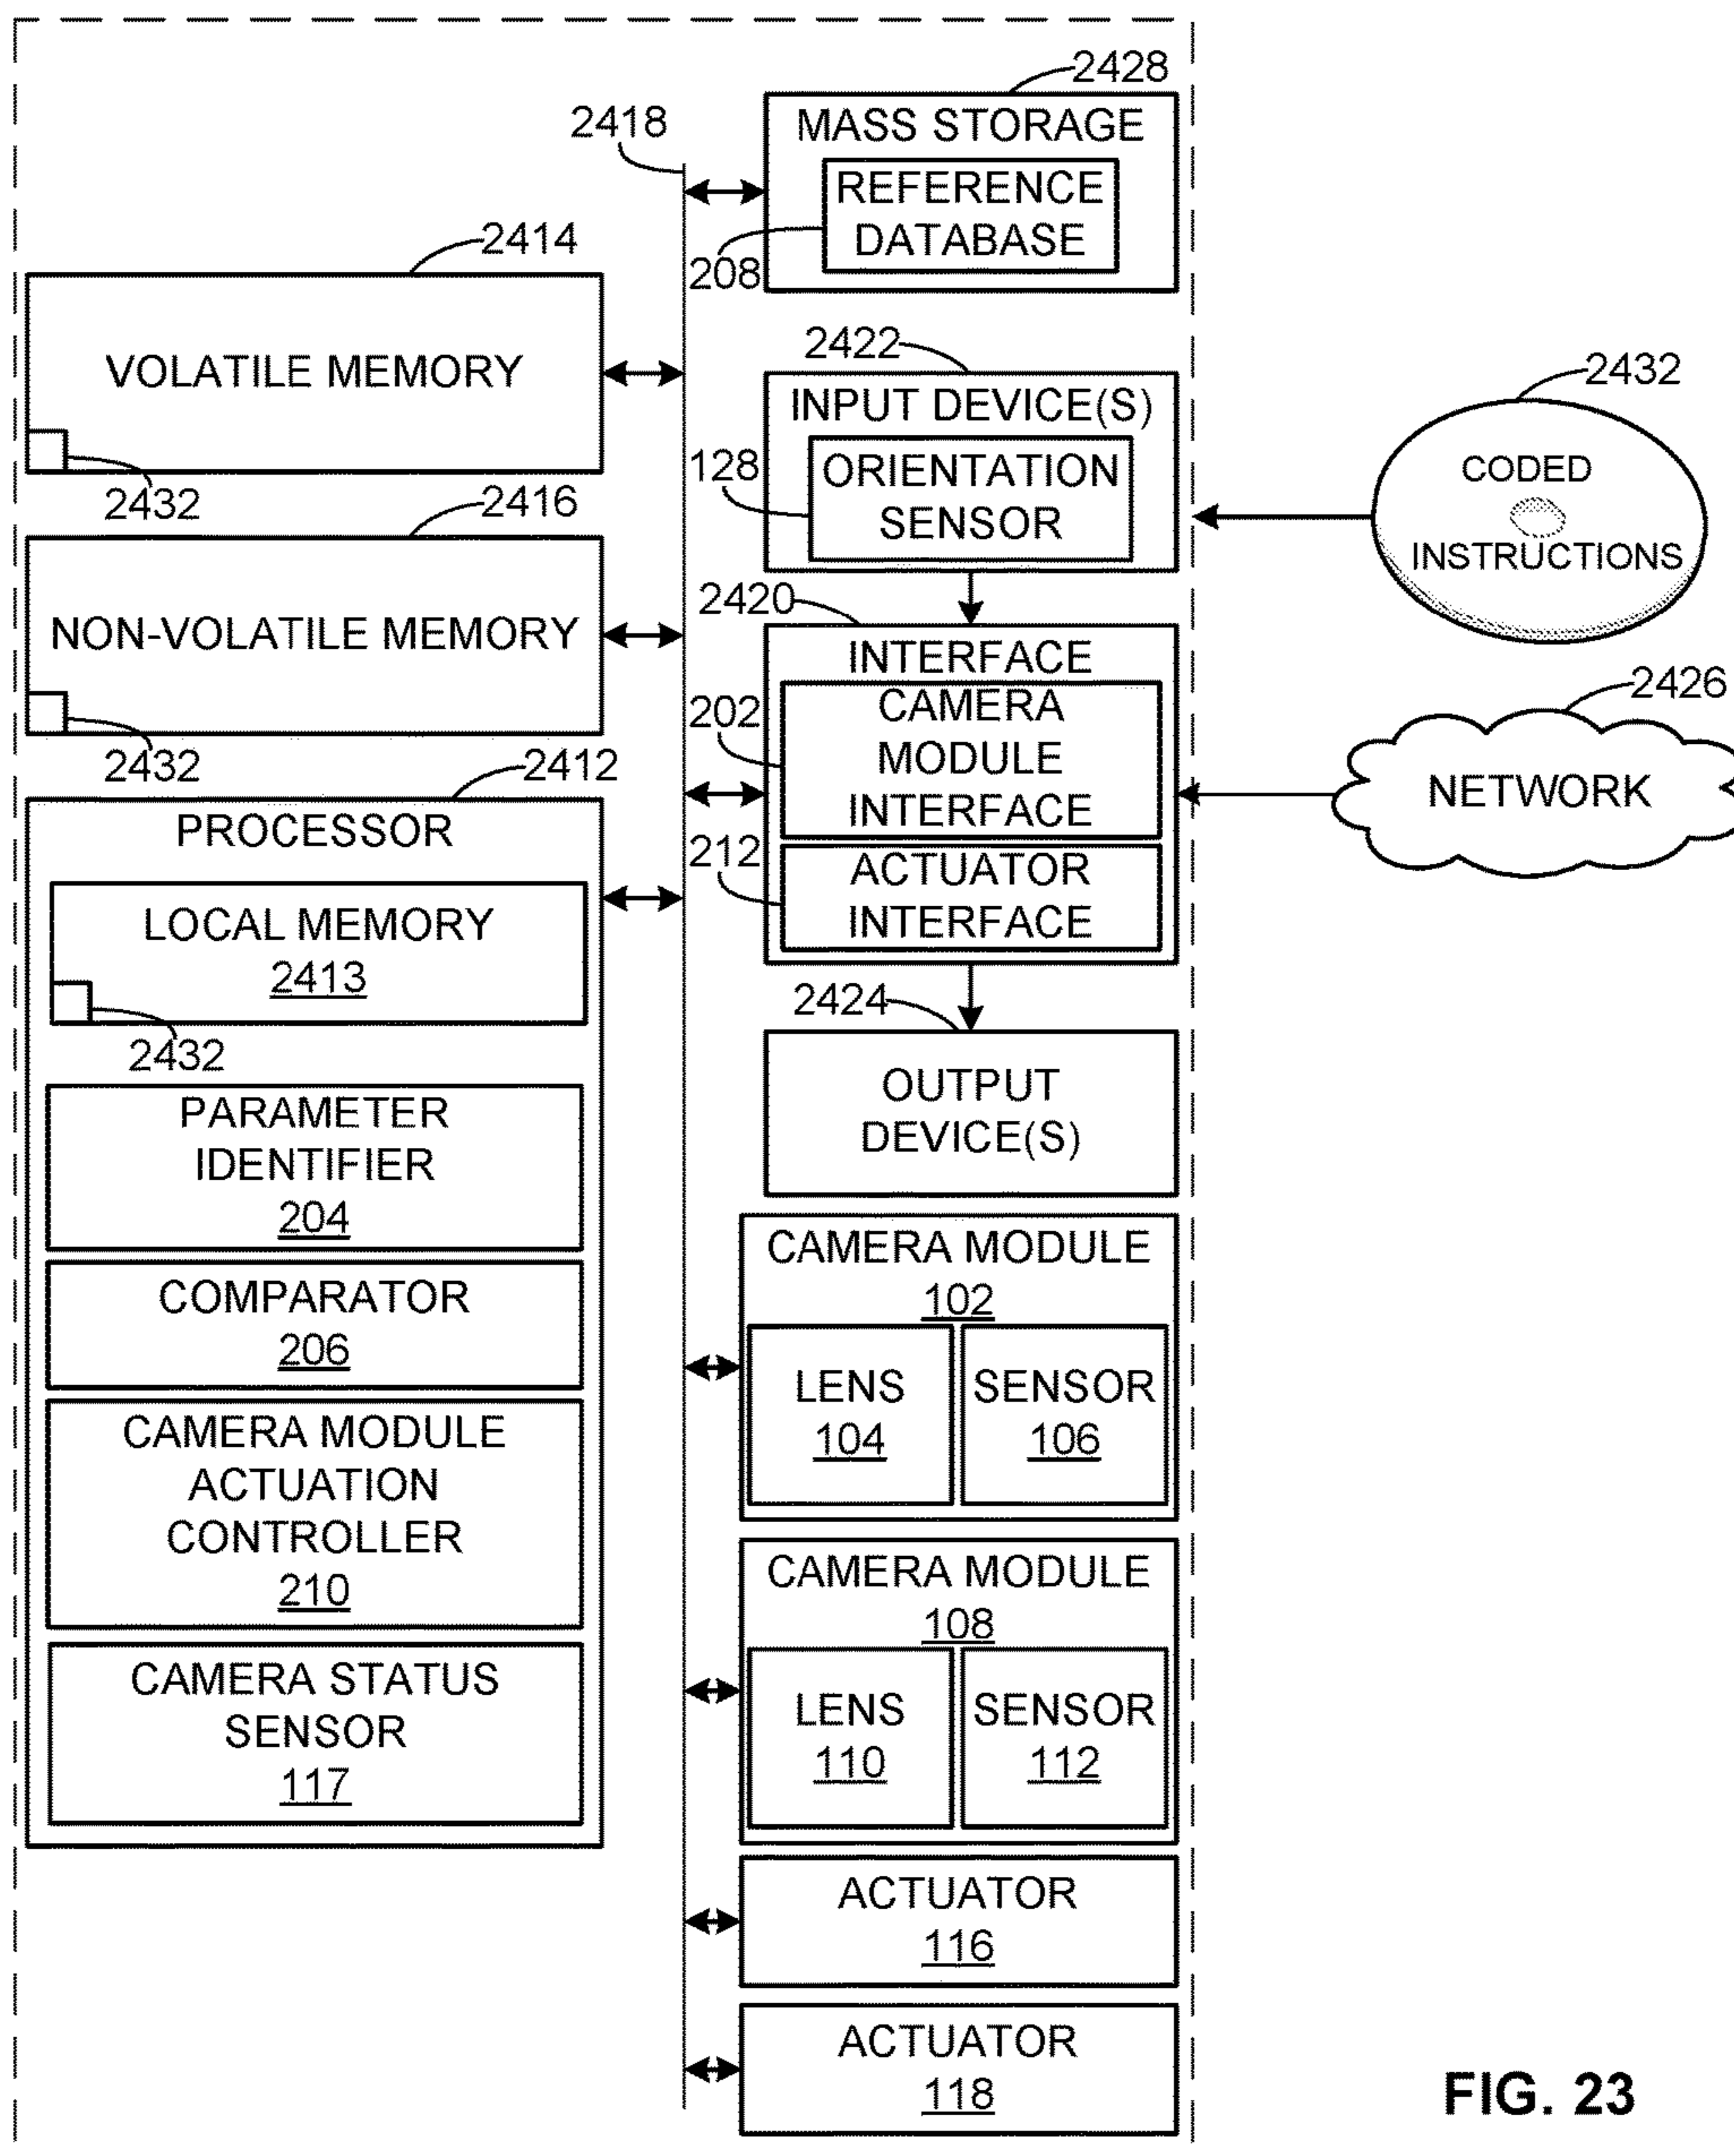 2428
MASS STORAGE
REFERENCE
DATABASE
208
2418
2414
VOLATILE MEMORY
2432
2416
NON-VOLATILE MEMORY
2432
2412
PROCESSOR
LOCAL MEMORY
2413
2432
PARAMETER
IDENTIFIER
204
COMPARATOR
206
CAMERA MODULE
ACTUATION
CONTROLLER
210
CAMERA STATUS
SENSOR
117
2422
INPUT DEVICE(S)
128
ORIENTATION
SENSOR
2420
INTERFACE
202
CAMERA
MODULE
INTERFACE
212
ACTUATOR
INTERFACE
2424
OUTPUT
DEVICE(S)
CAMERA MODULE
102
LENS
104
SENSOR
106
CAMERA MODULE
108
LENS
110
SENSOR
112
ACTUATOR
116
ACTUATOR
118
2432
CODED
INSTRUCTIONS
2426
NETWORK
FIG. 23